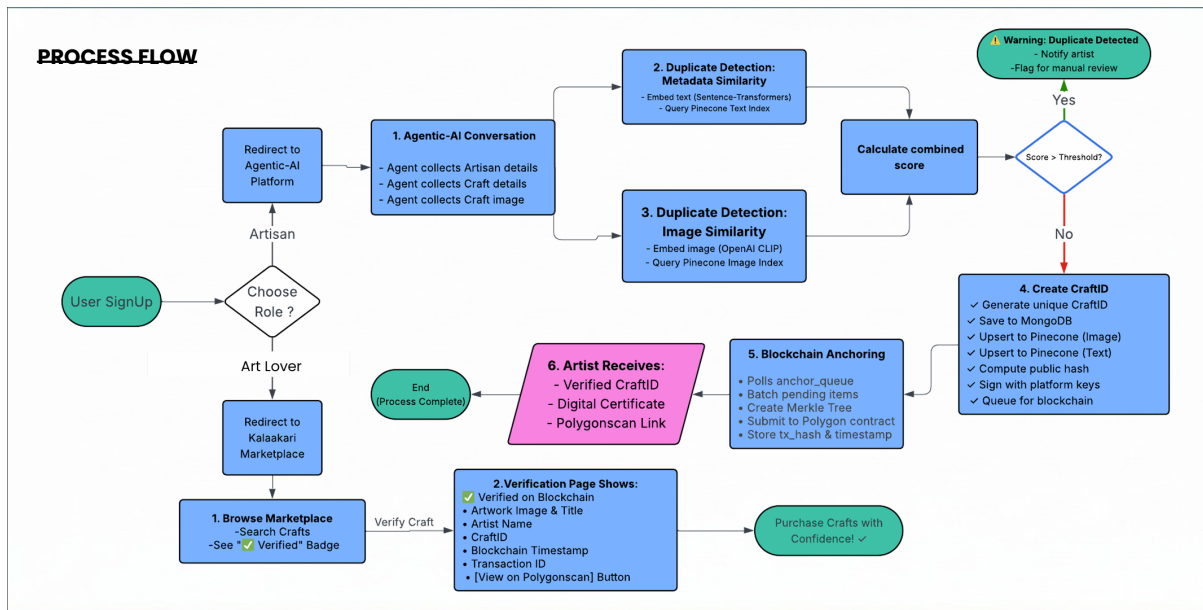 PROCESS FLOW
User SignUp
Choose
Role ?
Artisan
Redirect to
Agentic-AI
Platform
1. Agentic-AI Conversation
- Agent collects Artisan details
- Agent collects Craft details
- Agent collects Craft image
2. Duplicate Detection:
Metadata Similarity
- Embed text (Sentence-Transformers)
- Query Pinecone Text Index
3. Duplicate Detection:
Image Similarity
- Embed image (OpenAI CLIP)
- Query Pinecone Image Index
Calculate combined
score
Score > Threshold?
Yes
⚠️ Warning: Duplicate Detected
- Notify artist
-Flag for manual review
No
4. Create CraftID
✓ Generate unique CraftID
✓ Save to MongoDB
✓ Upsert to Pinecone (Image)
✓ Upsert to Pinecone (Text)
✓ Compute public hash
✓ Sign with platform keys
✓ Queue for blockchain
5. Blockchain Anchoring
• Polls anchor_queue
• Batch pending items
• Create Merkle Tree
• Submit to Polygon contract
• Store tx_hash & timestamp
6. Artist Receives:
- Verified CraftID
- Digital Certificate
- Polygonscan Link
End
(Process Complete)
Art Lover
Redirect to
Kalaakari
Marketplace
1. Browse Marketplace
-Search Crafts
-See "✅ Verified" Badge
Verify Craft
2.Verification Page Shows:
✅ Verified on Blockchain
• Artwork Image & Title
• Artist Name
• CraftID
• Blockchain Timestamp
• Transaction ID
• [View on Polygonscan] Button
Purchase Crafts with
Confidence! ✓